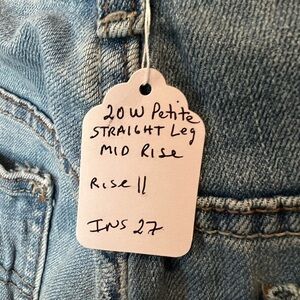 20W Petite
STRAIGHT Leg
MID RISE
RISE 11
INS 27